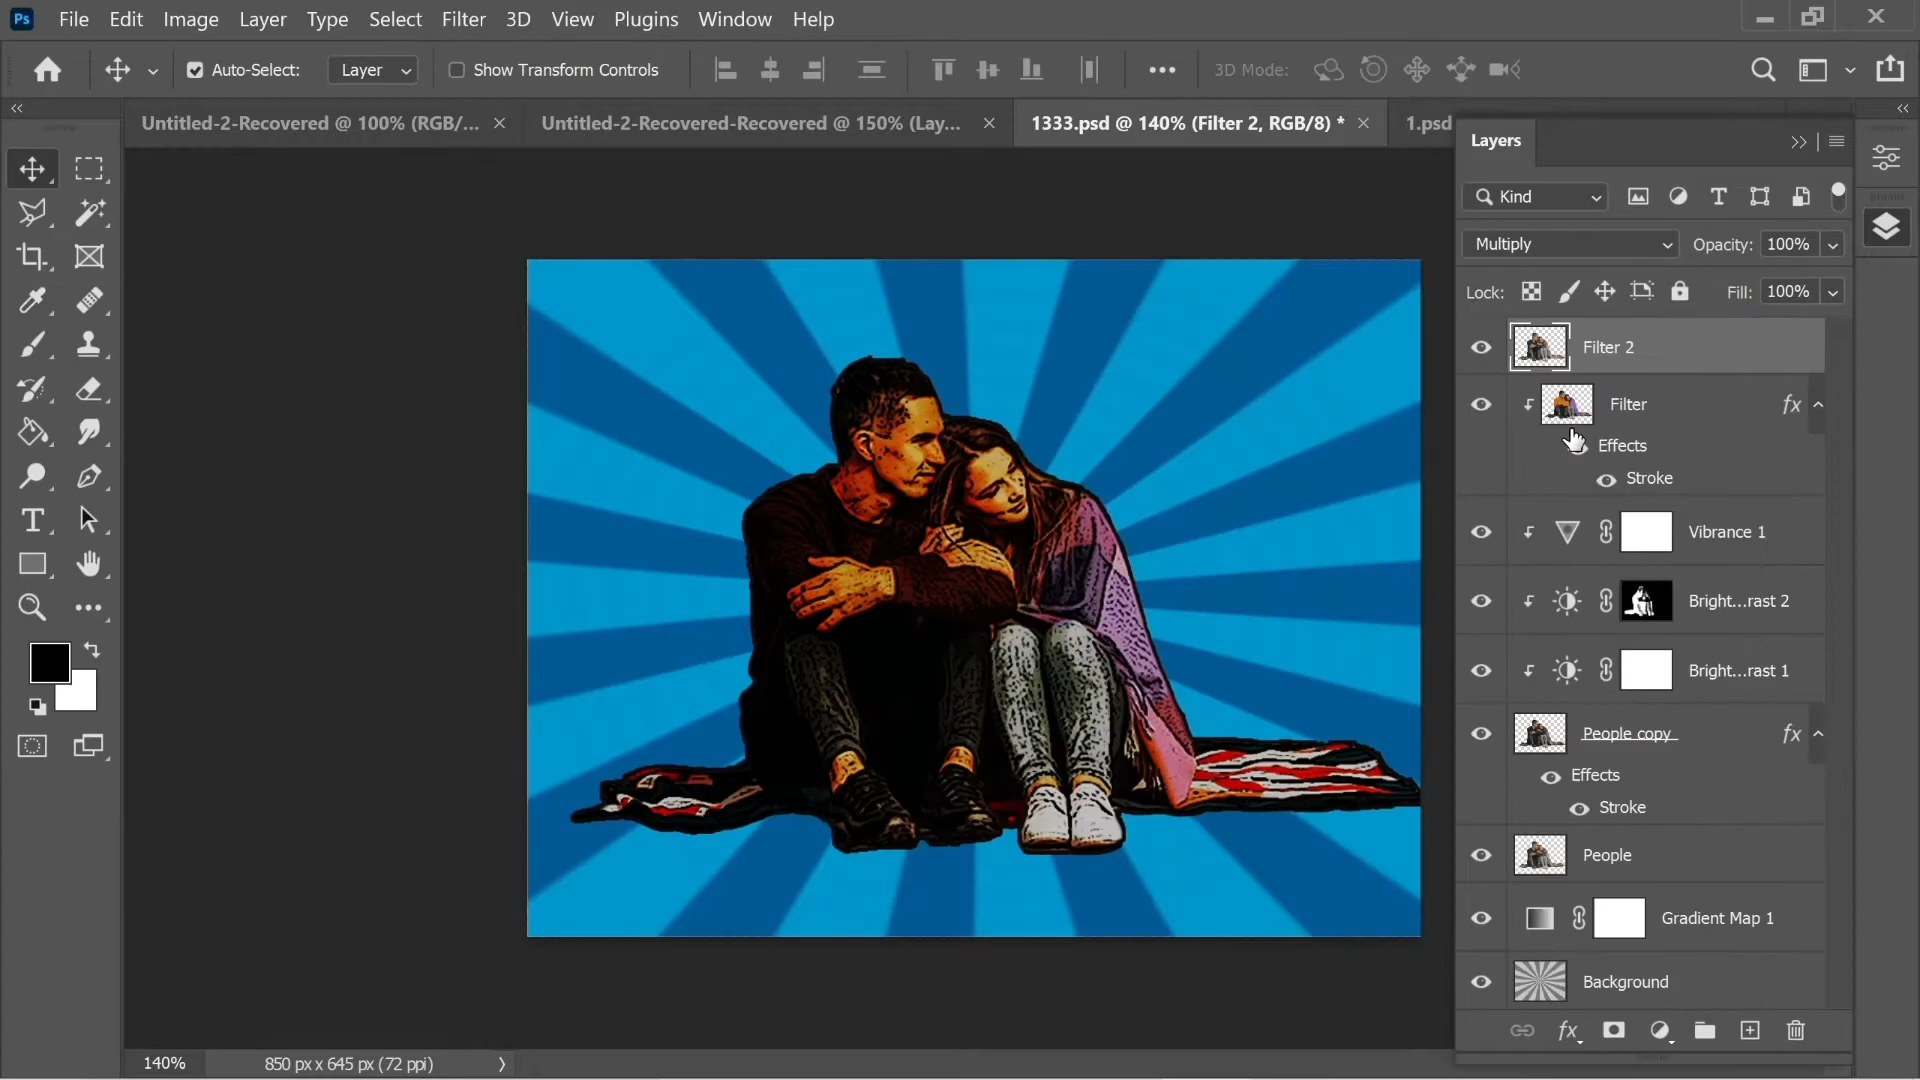 Ps File Edit Image Layer Type Select Filter 3D View Plugins Window Help
Auto-Select: Layer Show Transform Controls 3D Mode:
Untitled-2-Recovered @ 100% (RGB/... Untitled-2-Recovered-Recovered @ 150% (Lay... 1333.psd @ 140% (Filter 2, RGB/8) * 1.psd
Layers
Kind
Multiply Opacity: 100%
Lock: Fill: 100%
Filter 2
Filter fx
Effects
Stroke
Vibrance 1
Bright...rast 2
Bright...rast 1
People copy fx
Effects
Stroke
People
Gradient Map 1
Background
fx
140% 850 px x 645 px (72 ppi)